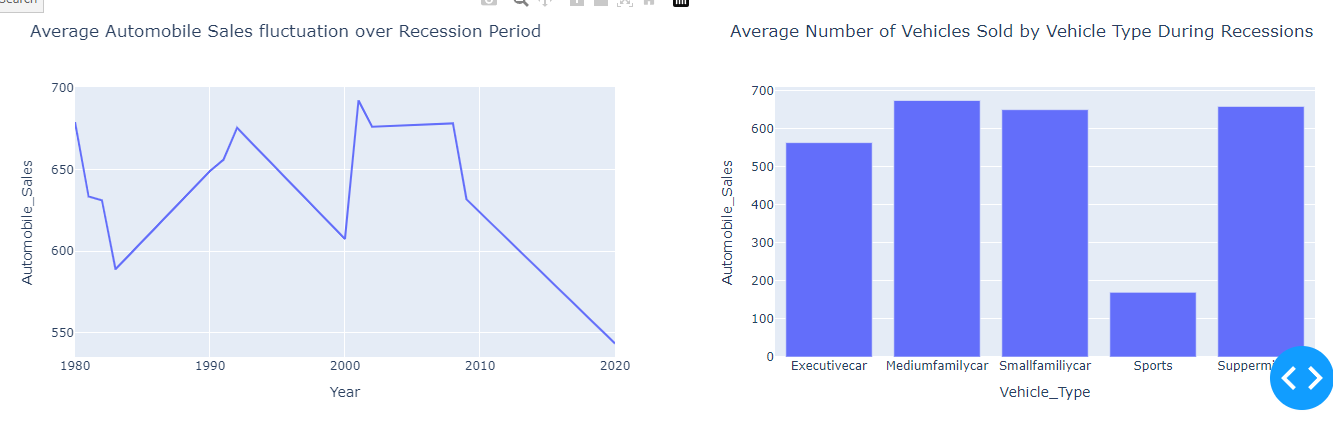 Search
Average Automobile Sales fluctuation over Recession Period
700
650
600
550
Automobile_Sales
1980
1990
2000
2010
2020
Year
Average Number of Vehicles Sold by Vehicle Type During Recessions
700
600
500
400
300
200
100
0
Automobile_Sales
Executivecar
Mediumfamilycar
Smallfamiliycar
Sports
Vehicle_Type